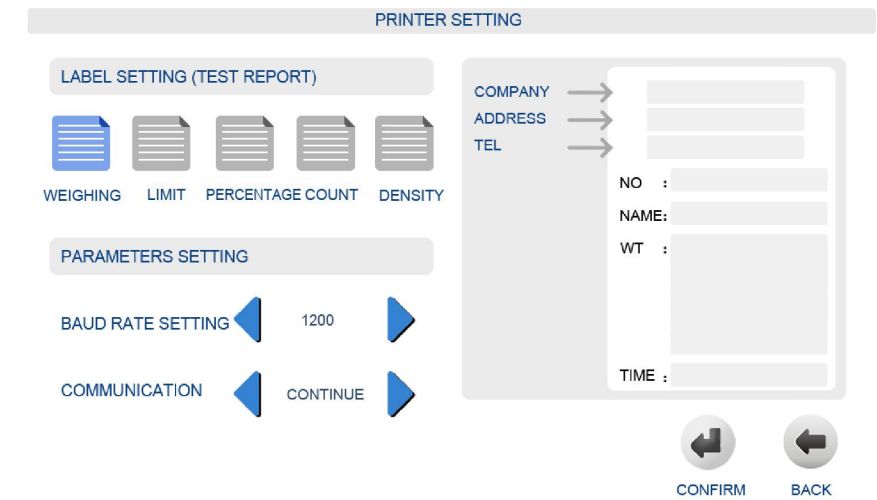 PRINTER SETTING
LABEL SETTING (TEST REPORT)
WEIGHING LIMIT PERCENTAGE COUNT DENSITY
PARAMETERS SETTING
BAUD RATE SETTING 1200
COMMUNICATION CONTINUE
COMPANY
ADDRESS
TEL
NO :
NAME:
WT :
TIME :
CONFIRM BACK